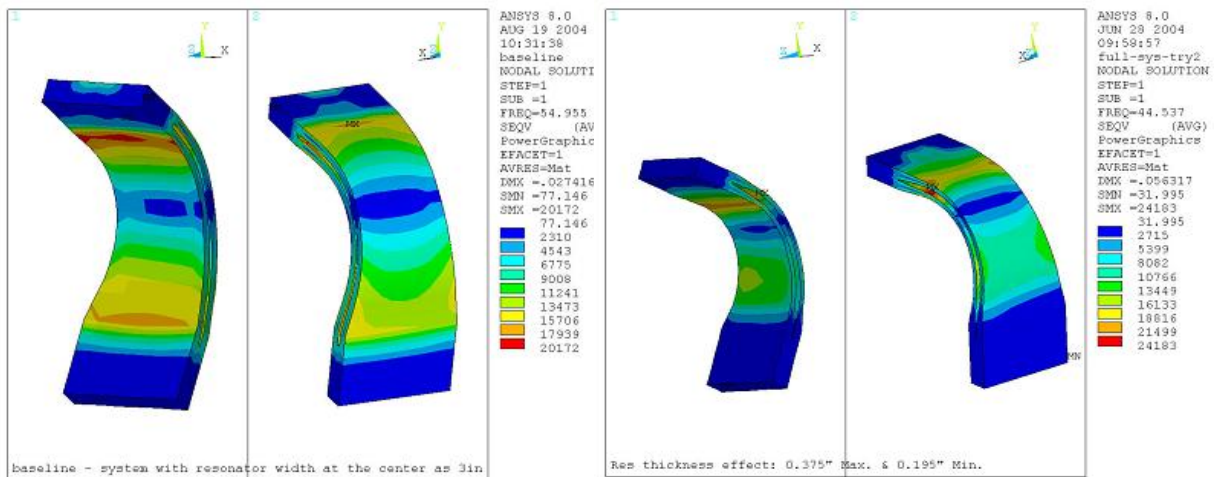 1
2
Y
X
ANSYS 8.0
AUG 19 2004
10:31:38
baseline
NODAL SOLUTI
STEP=1
SUB =1
FREQ=54.955
SEQV (AV
PowerGraphic
EFACET=1
AVRES=Mat
DMX =.027416
SMN =77.146
SMX =20172
77.146
2310
4543
6775
9008
11241
13473
15706
17939
20172
MX
baseline - system with resonator width at the center as 3in
1
2
Y
X
ANSYS 8.0
JUN 28 2004
09:58:57
full-sys-try2
NODAL SOLUTION
STEP=1
SUB =1
FREQ=44.537
SEQV (AVG)
PowerGraphics
EFACET=1
AVRES=Mat
DMX =.056317
SMN =31.995
SMX =24183
31.995
2715
5399
8082
10766
13449
16133
18816
21499
24183
MX
MX
MN
Res thickness effect: 0.375" Max. & 0.195" Min.